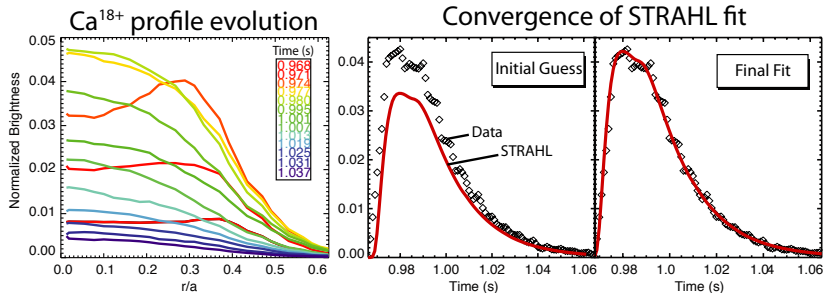 Ca18+ profile evolution
Convergence of STRAHL fit
Normalized Brightness
0.05
0.04
0.03
0.02
0.01
0.00
Time (s)
0.968
0.971
0.974
1.025
1.031
1.037
0.0 0.1 0.2 0.3 0.4 0.5 0.6
r/a
0.04
0.03
0.02
0.01
0.00
Initial Guess
Data
STRAHL
0.98 1.00 1.02 1.04 1.06
Time (s)
Final Fit
0.98 1.00 1.02 1.04 1.06
Time (s)